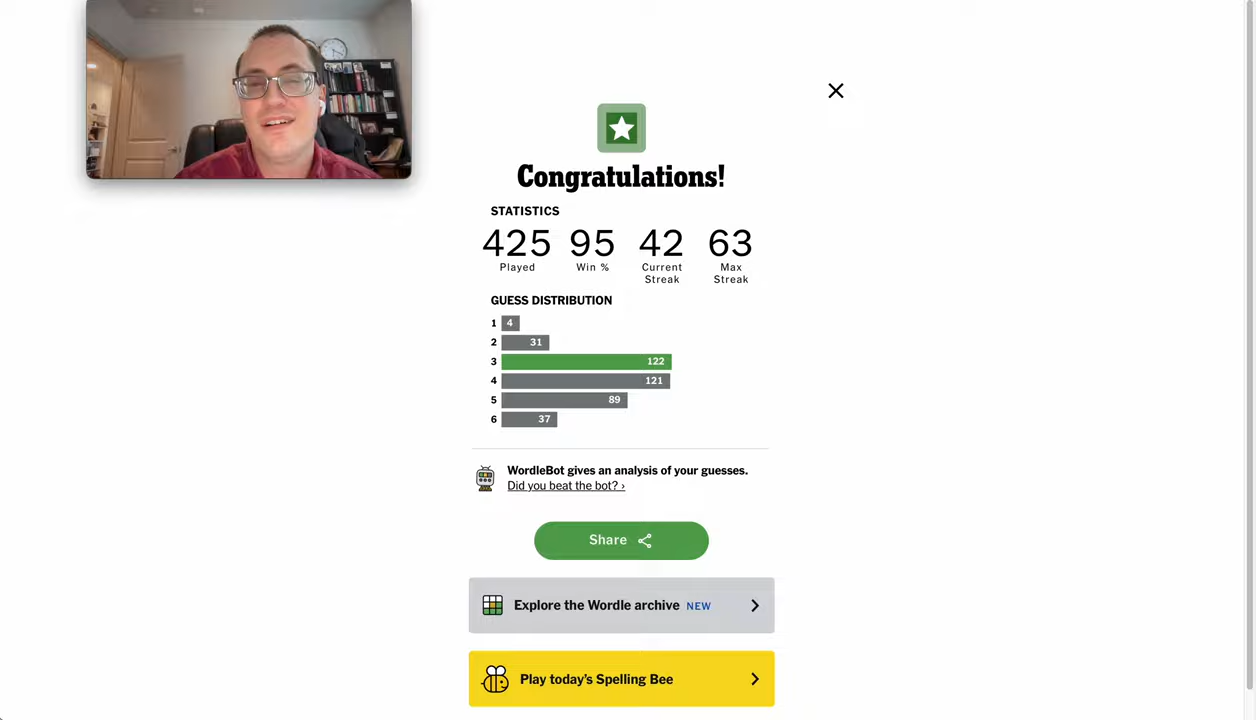 Congratulations!
STATISTICS
425 95 42 63
Played Win % Current Streak Max Streak
GUESS DISTRIBUTION
1 4
2 31
3 122
4 121
5 89
6 37
WordleBot gives an analysis of your guesses.
Did you beat the bot? ›
Share
Explore the Wordle archive NEW
Play today’s Spelling Bee